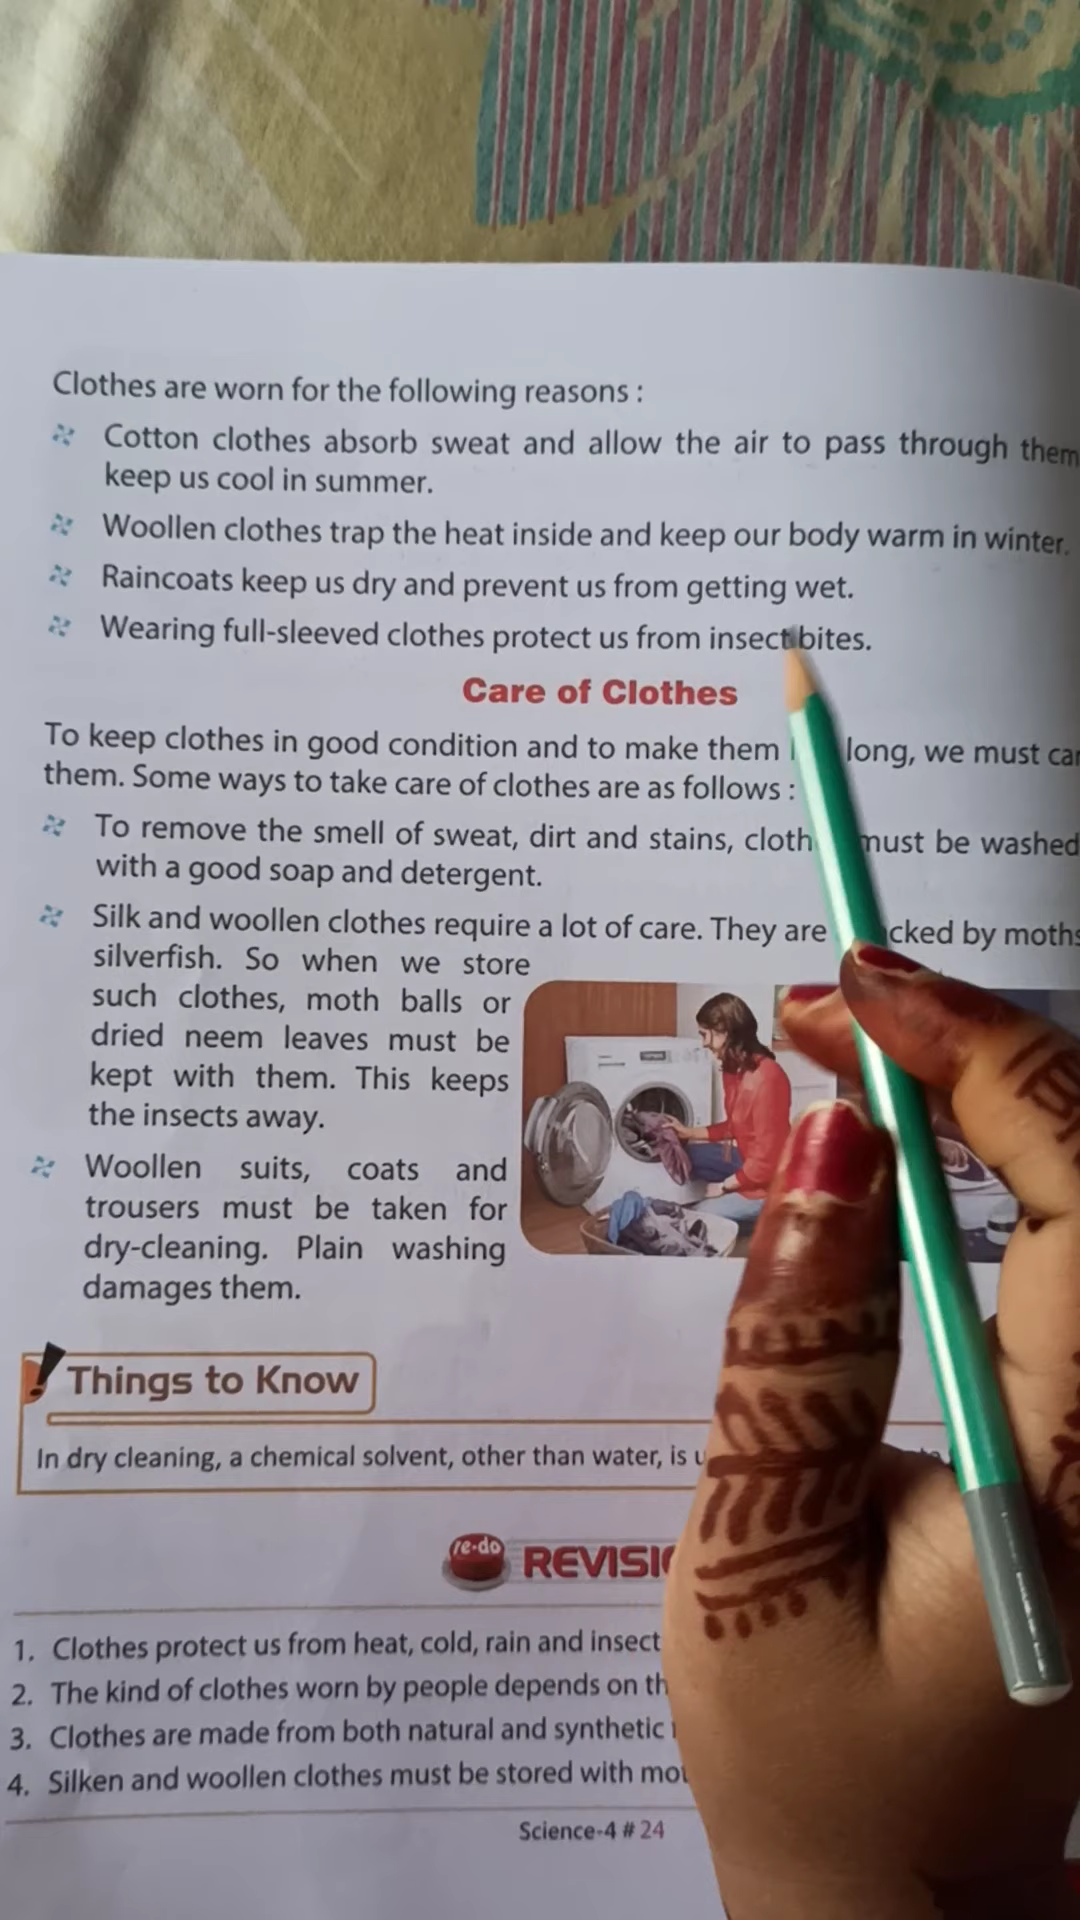 Clothes are worn for the following reasons :
Cotton clothes absorb sweat and allow the air to pass through them
keep us cool in summer.
Woollen clothes trap the heat inside and keep our body warm in winter.
Raincoats keep us dry and prevent us from getting wet.
Wearing full-sleeved clothes protect us from insect bites.
Care of Clothes
To keep clothes in good condition and to make them long, we must
them. Some ways to take care of clothes are as follows :
To remove the smell of sweat, dirt and stains, must be washed
with a good soap and detergent.
Silk and woollen clothes require a lot of care. They are by moths
silverfish. So when we store
such clothes, moth balls or
dried neem leaves must be
kept with them. This keeps
the insects away.
Woollen suits, coats and
trousers must be taken for
dry-cleaning. Plain washing
damages them.
Things to Know
In dry cleaning, a chemical solvent, other than water, is
re-do
1. Clothes protect us from heat, cold, rain and insect
2. The kind of clothes worn by people depends on
3. Clothes are made from both natural and synthetic
4. Silken and woollen clothes must be stored with
Science-4 # 24